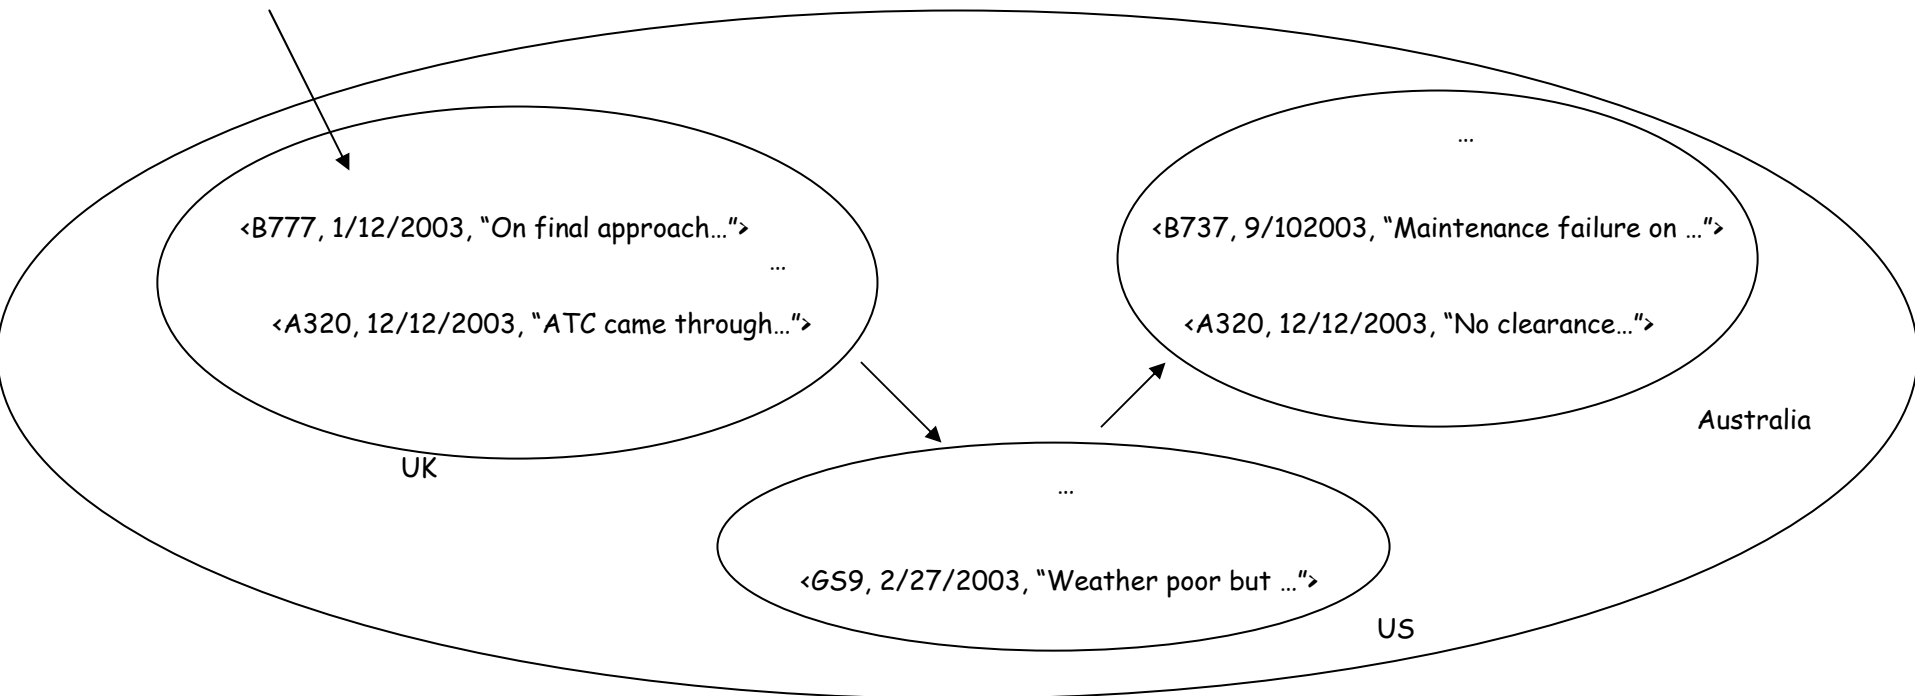 <B777, 1/12/2003, “On final approach…”>
…
<A320, 12/12/2003, “ATC came through…”>
UK
…
<GS9, 2/27/2003, “Weather poor but …”>
US
…
<B737, 9/102003, “Maintenance failure on …”>
<A320, 12/12/2003, “No clearance…”>
Australia